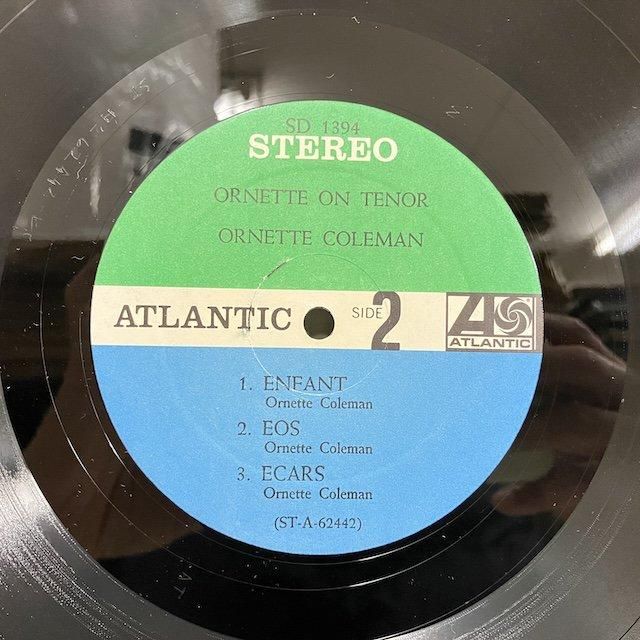 SD 1394
STEREO
ORNETTE ON TENOR
ORNETTE COLEMAN
ATLANTIC
SIDE 2
ATLANTIC
1. ENFANT
Ornette Coleman
2. EOS
Ornette Coleman
3. ECARS
Ornette Coleman
(ST-A-62442)
AT